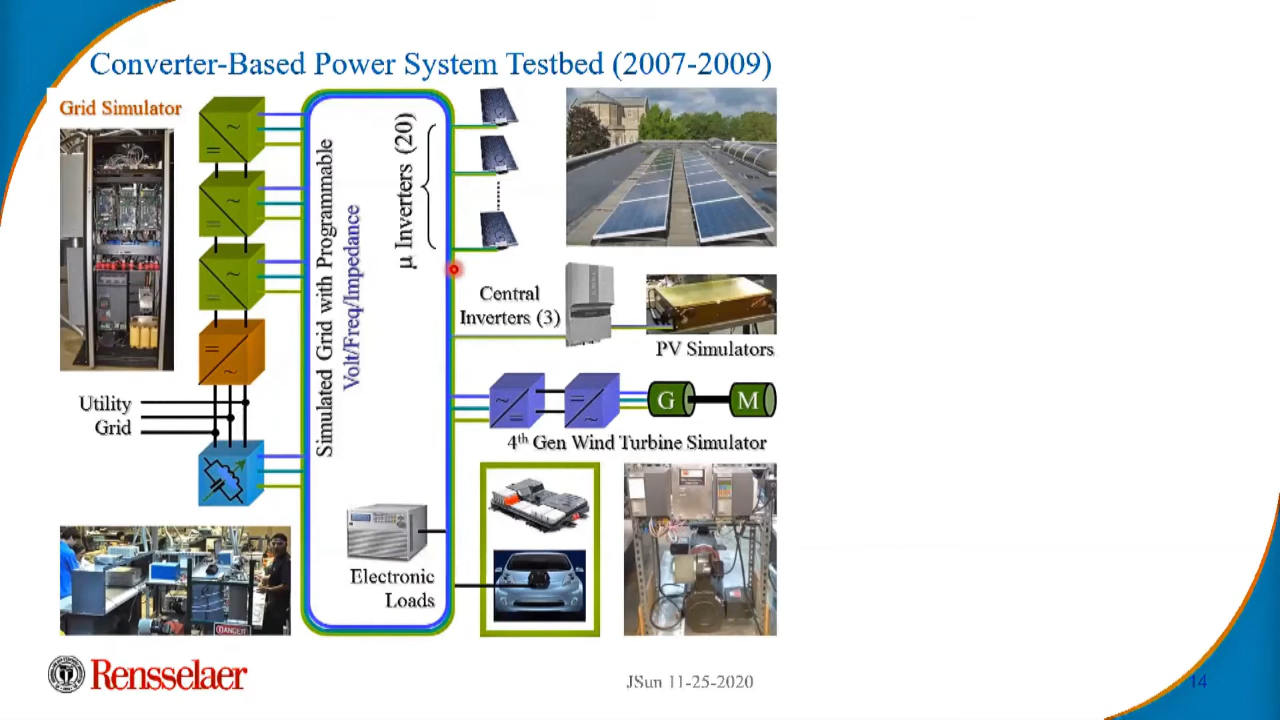 Converter-Based Power System Testbed (2007-2009)
Grid Simulator
Simulated Grid with Programmable
Volt/Freq/Impedance
μ Inverters (20)
Central
Inverters (3)
PV Simulators
Utility
Grid
G
M
4th Gen Wind Turbine Simulator
Electronic
Loads
DANGER
Rensselaer
JSun 11-25-2020
14